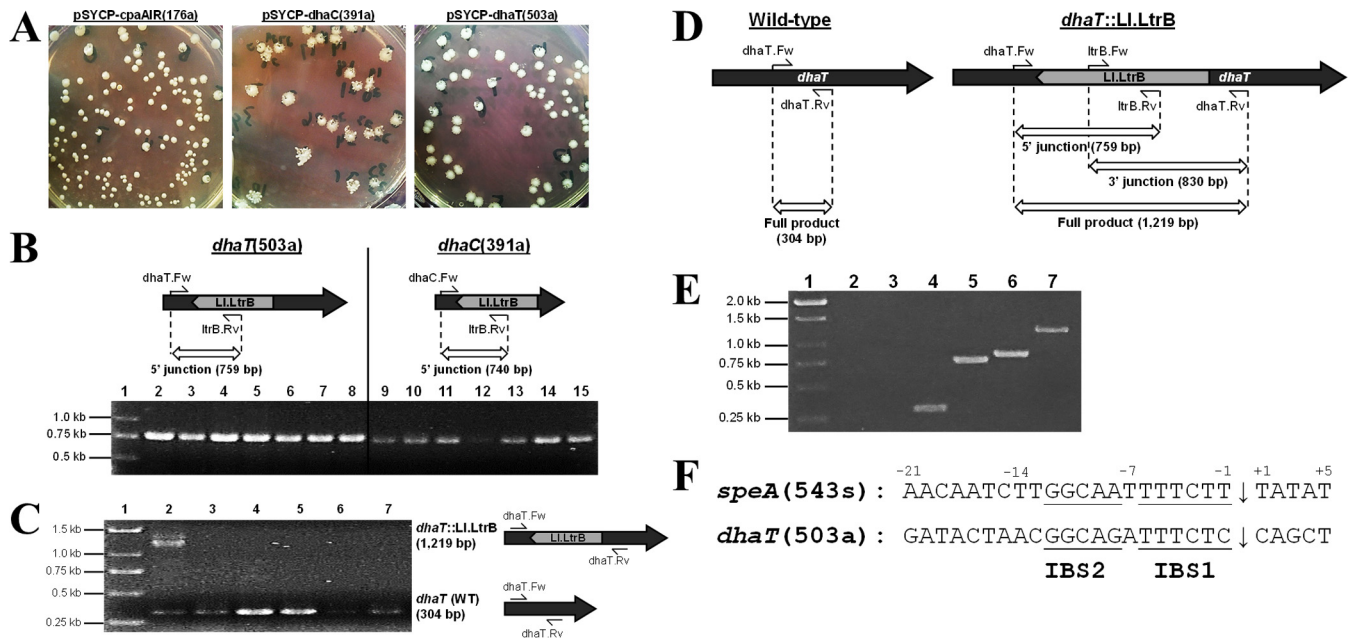 A
pSYCP-cpaAIR(176a)
pSYCP-dhaC(391a)
pSYCP-dhaT(503a)
B
dhaT(503a)
dhaC(391a)
dhaT.Fw
Ll.LtrB
ltrB.Rv
5' junction (759 bp)
dhaC.Fw
Ll.LtrB
ltrB.Rv
5' junction (740 bp)
1 2 3 4 5 6 7 8 9 10 11 12 13 14 15
1.0 kb
0.75 kb
0.5 kb
C
1 2 3 4 5 6 7
1.5 kb
1.0 kb
0.75 kb
0.5 kb
0.25 kb
dhaT::Ll.LtrB
(1,219 bp)
dhaT.Fw
Ll.LtrB
dhaT.Rv
dhaT (WT)
(304 bp)
dhaT.Fw
dhaT.Rv
D
Wild-type
dhaT.Fw
dhaT
dhaT.Rv
Full product
(304 bp)
dhaT::Ll.LtrB
dhaT.Fw
ltrB.Fw
Ll.LtrB
dhaT
ltrB.Rv
dhaT.Rv
5' junction (759 bp)
3' junction (830 bp)
Full product (1,219 bp)
E
1 2 3 4 5 6 7
2.0 kb
1.5 kb
1.0 kb
0.75 kb
0.5 kb
0.25 kb
F
-21 -14 -7 -1 +1 +5
speA(543s): AACAATCTTGGCAATTTTCTT↓TATAT
dhaT(503a): GATACTAACGGCAGATTTCTC↓CAGCT
IBS2 IBS1